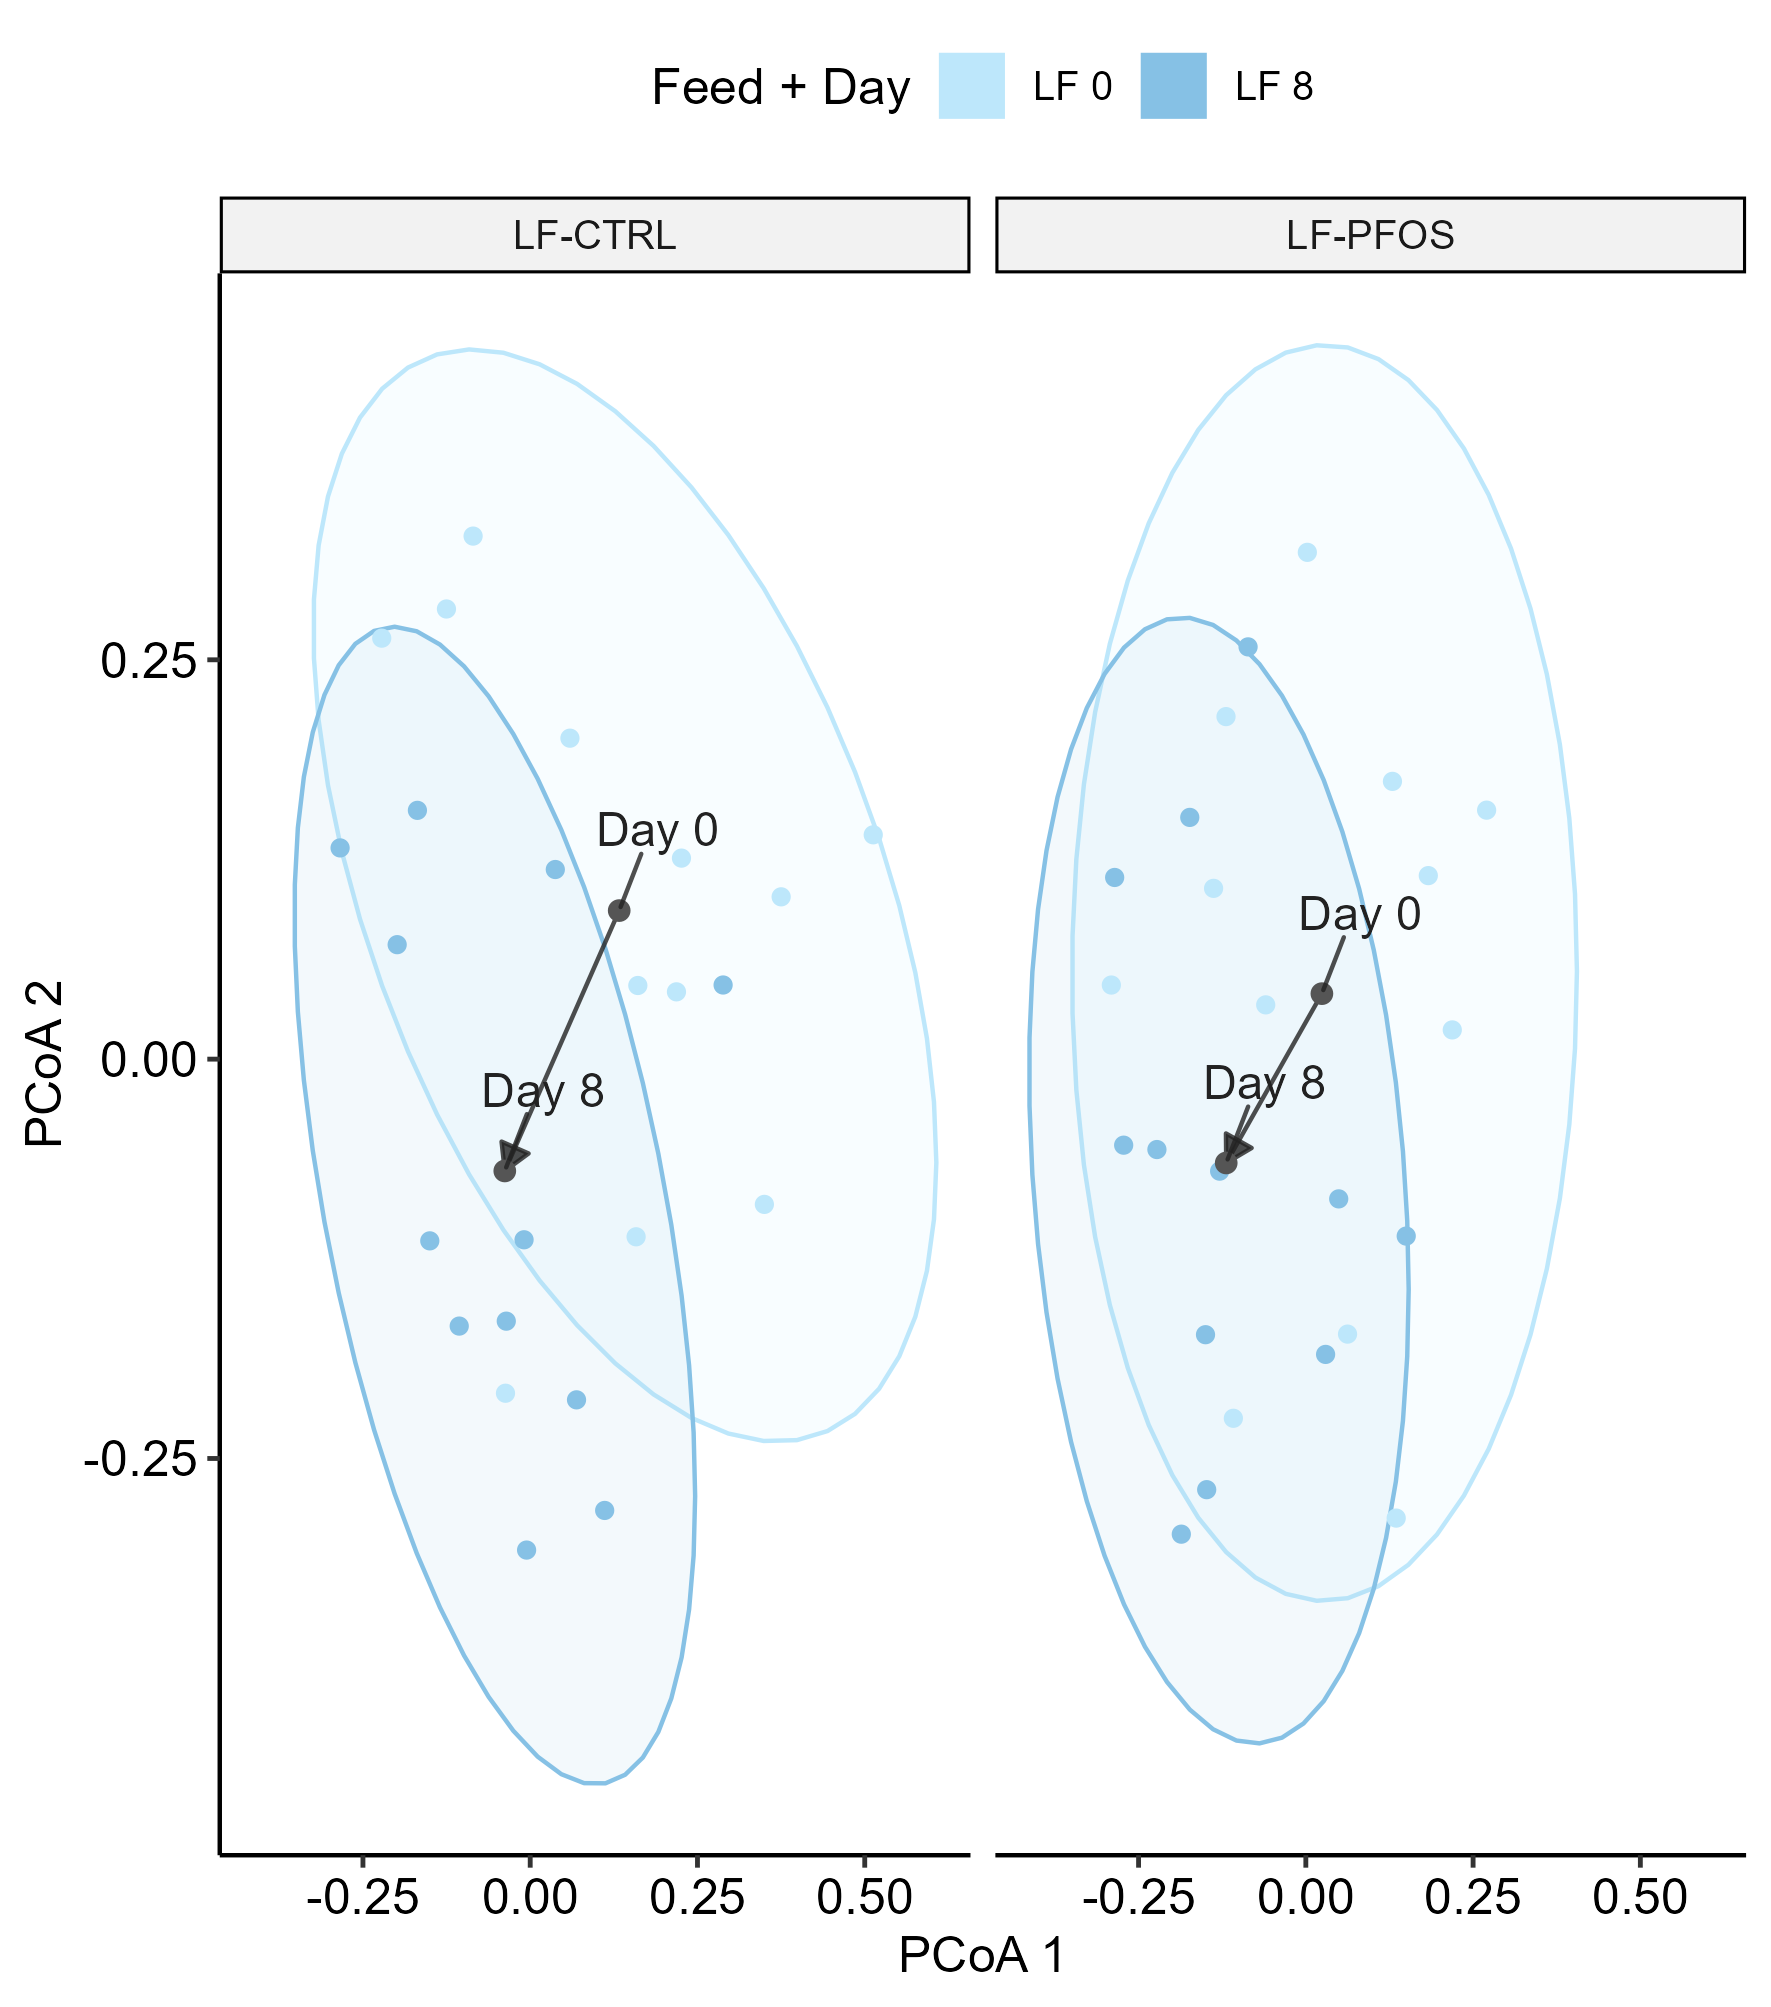 Feed + Day LF 0 LF 8
LF-CTRL LF-PFOS
Day 0
Day 8
Day 0
Day 8
PCoA 2
0.25
0.00
-0.25
-0.25 0.00 0.25 0.50 -0.25 0.00 0.25 0.50
PCoA 1